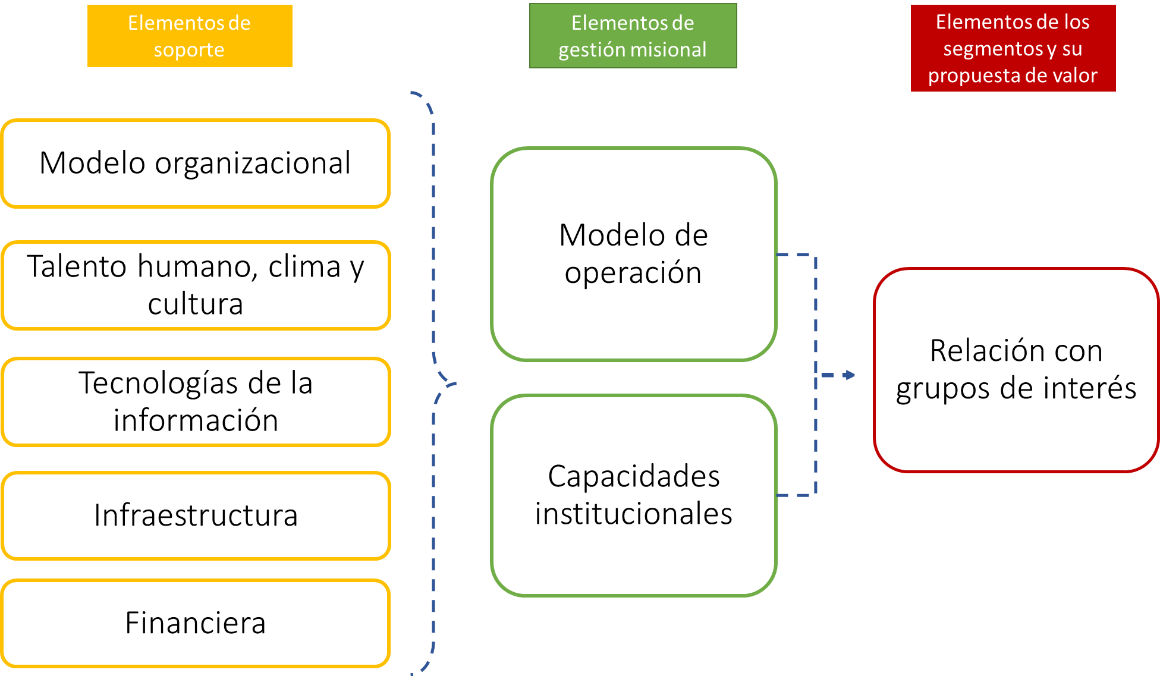 Elementos de
soporte
Elementos de
gestión misional
Elementos de los
segmentos y su
propuesta de valor
Modelo organizacional
Talento humano, clima y
cultura
Tecnologías de la
información
Infraestructura
Financiera
Modelo de
operación
Capacidades
institucionales
Relación con
grupos de interés